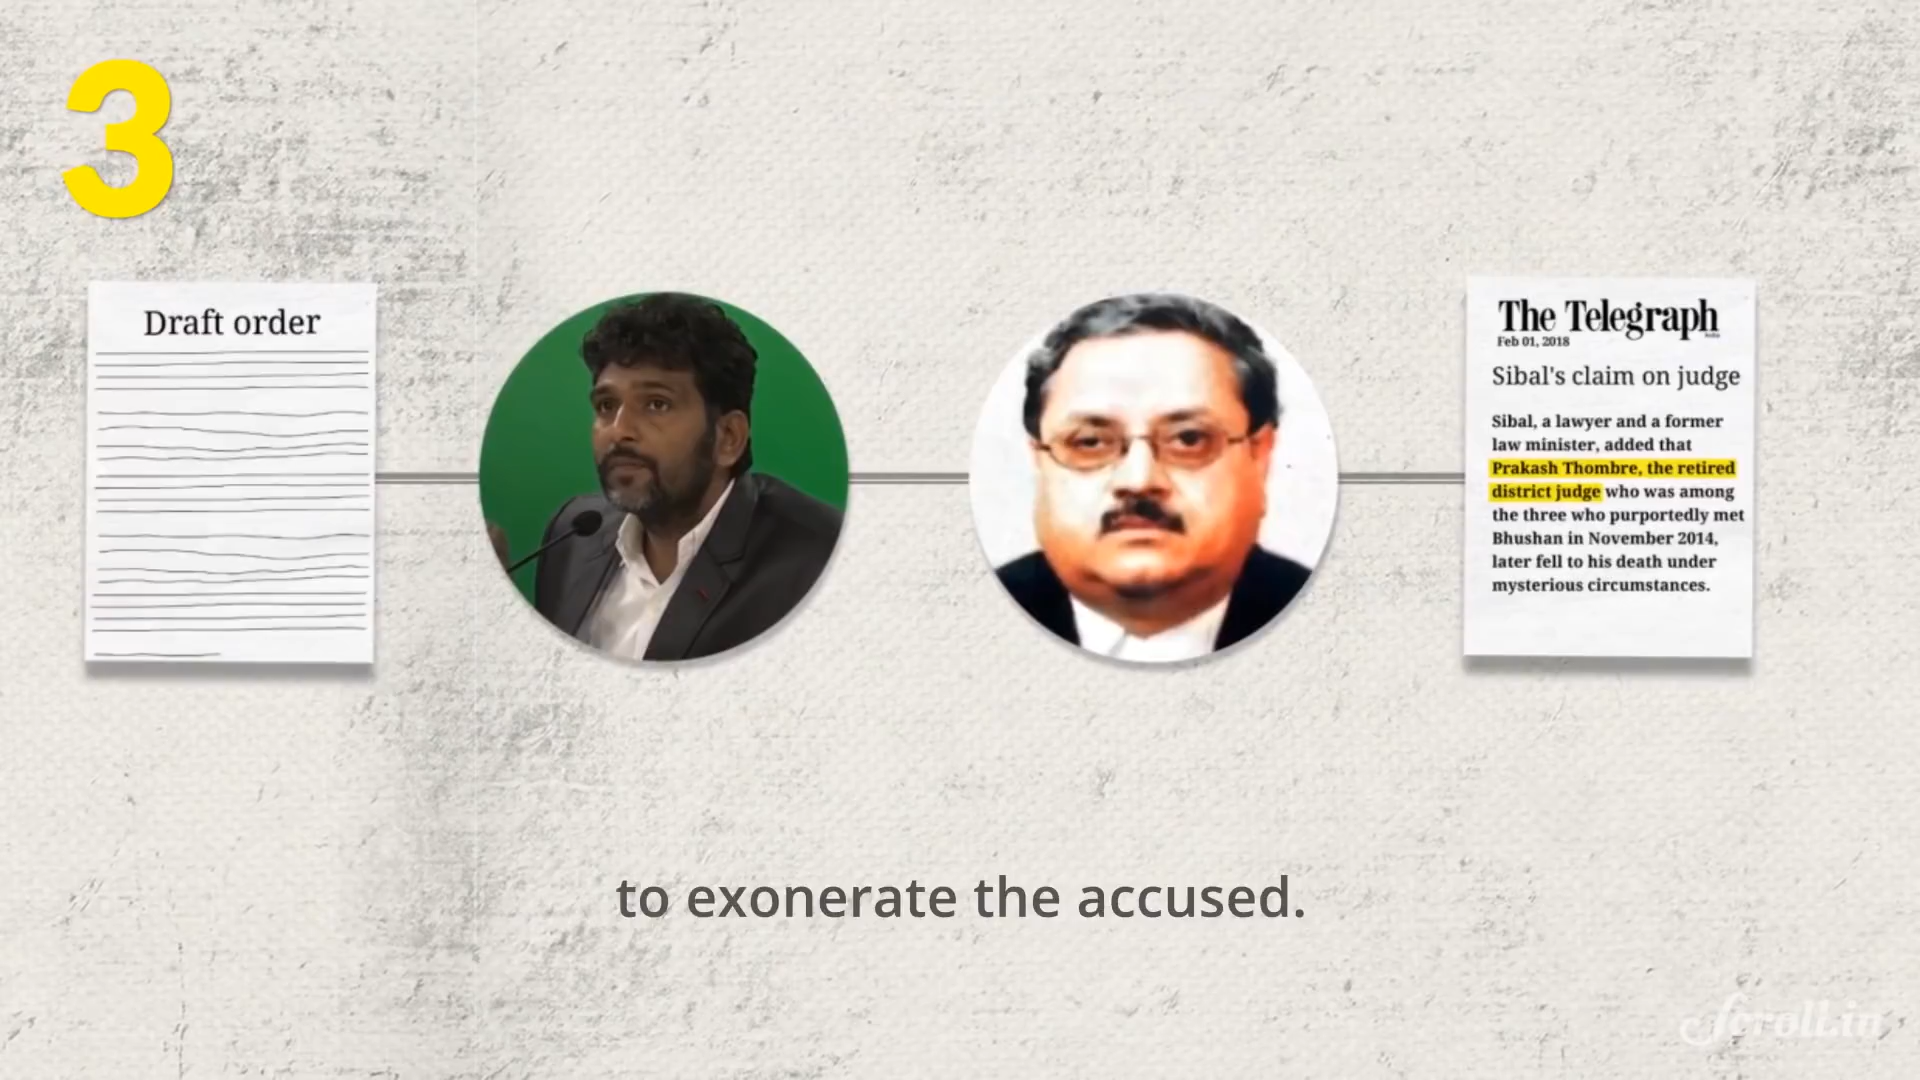 3
Draft order
The Telegraph
India
Feb 01, 2018
Sibal's claim on judge
Sibal, a lawyer and a former
law minister, added that
Prakash Thombre, the retired
district judge who was among
the three who purportedly met
Bhushan in November 2014,
later fell to his death under
mysterious circumstances.
to exonerate the accused.
Scroll.in